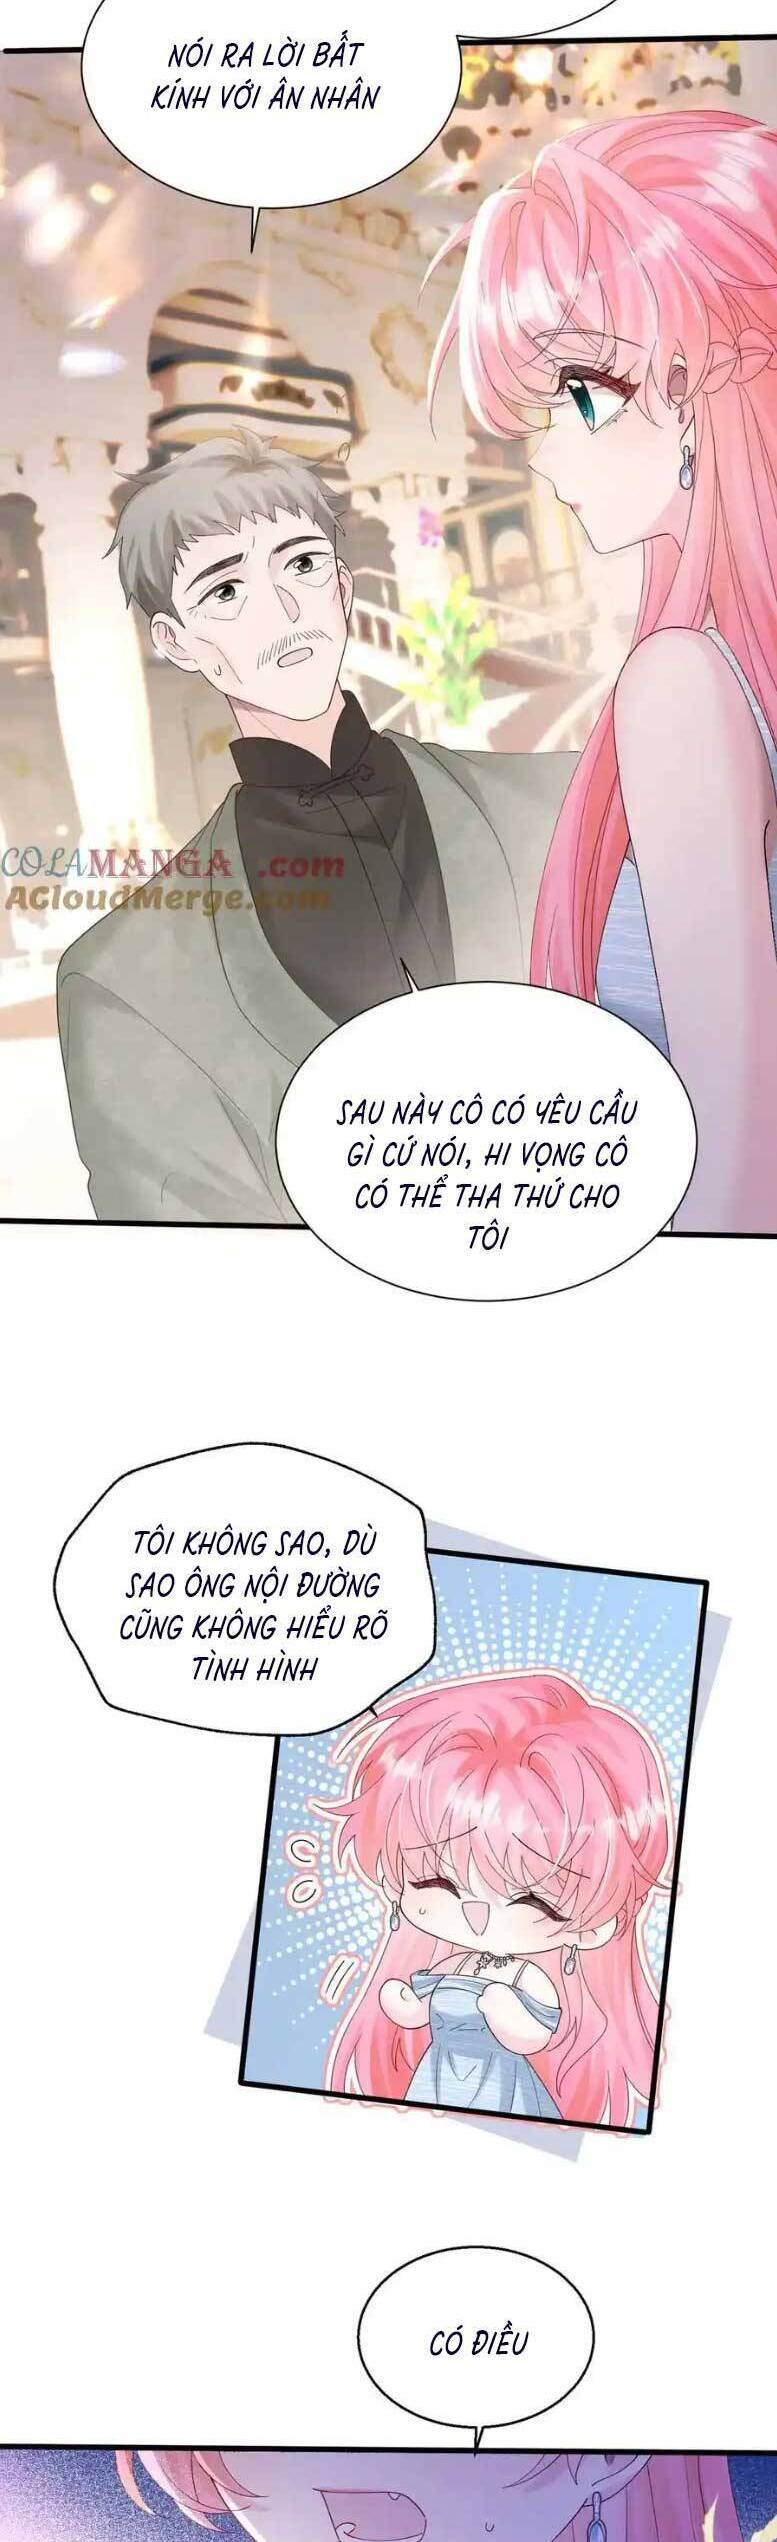 NÓI RA LỜI BẤT
KÍNH VỚI ÂN NHÂN
COLAMANGA.com
ACloudMerge.com
SAU NÀY CÔ CÓ YÊU CẦU
GÌ CỨ NÓI, HI VỌNG CÔ
CÓ THỂ THA THỨ CHO
TÔI
TÔI KHÔNG SAO, DÙ
SAO ÔNG NỘI ĐƯỜNG
CŨNG KHÔNG HIỂU RÕ
TÌNH HÌNH
CÓ ĐIỀU